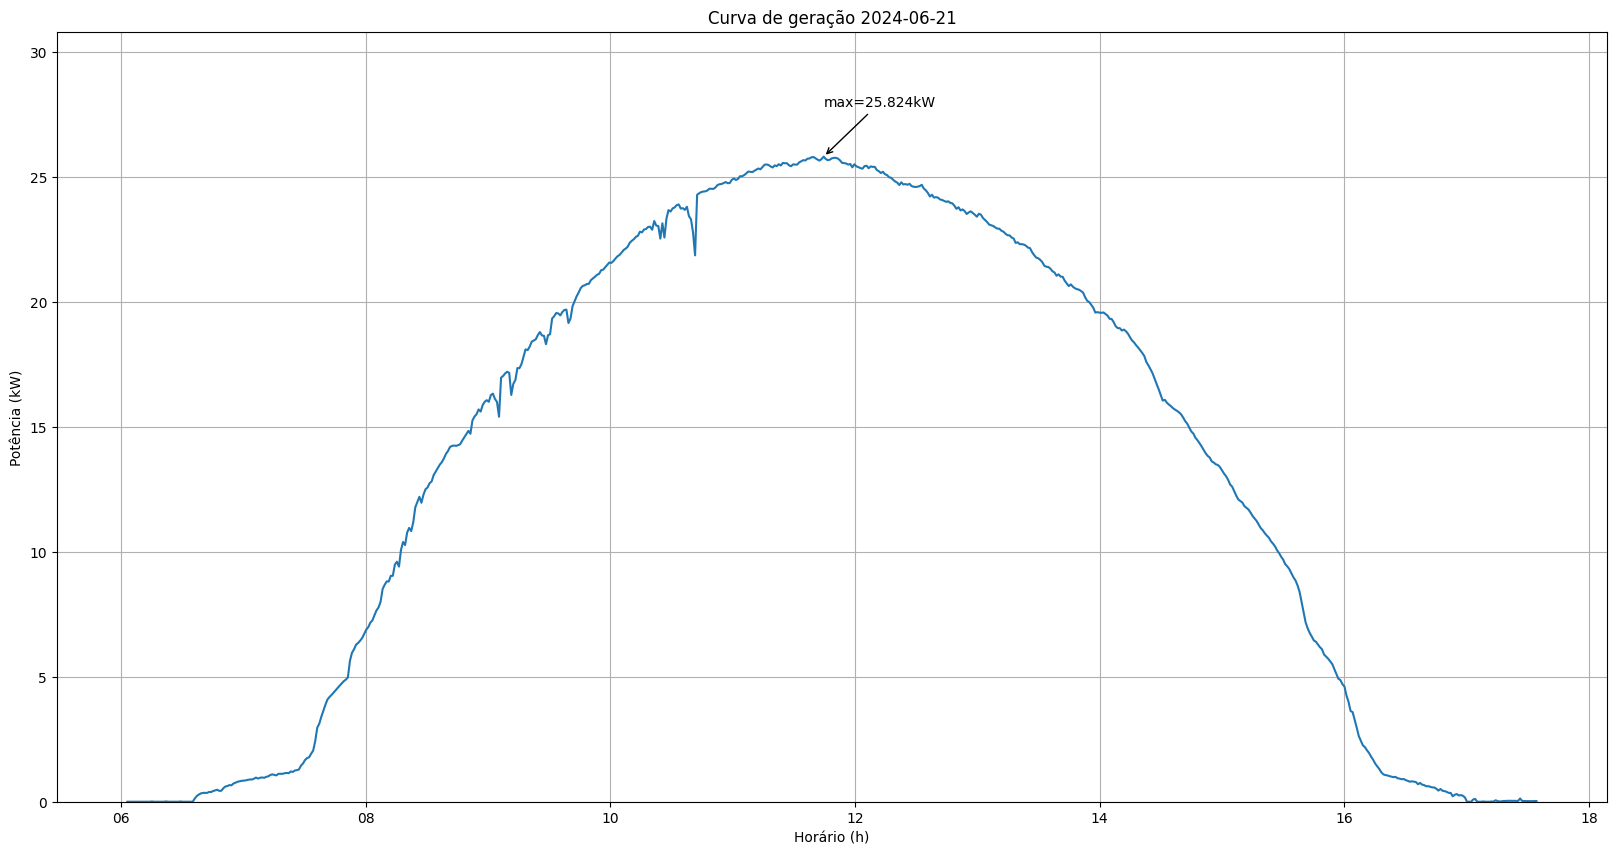 Curva de geração 2024-06-21
30
max=25.824kW
25
20
15
10
5
0
Potência (kW)
06 08 10 12 14 16 18
Horário (h)